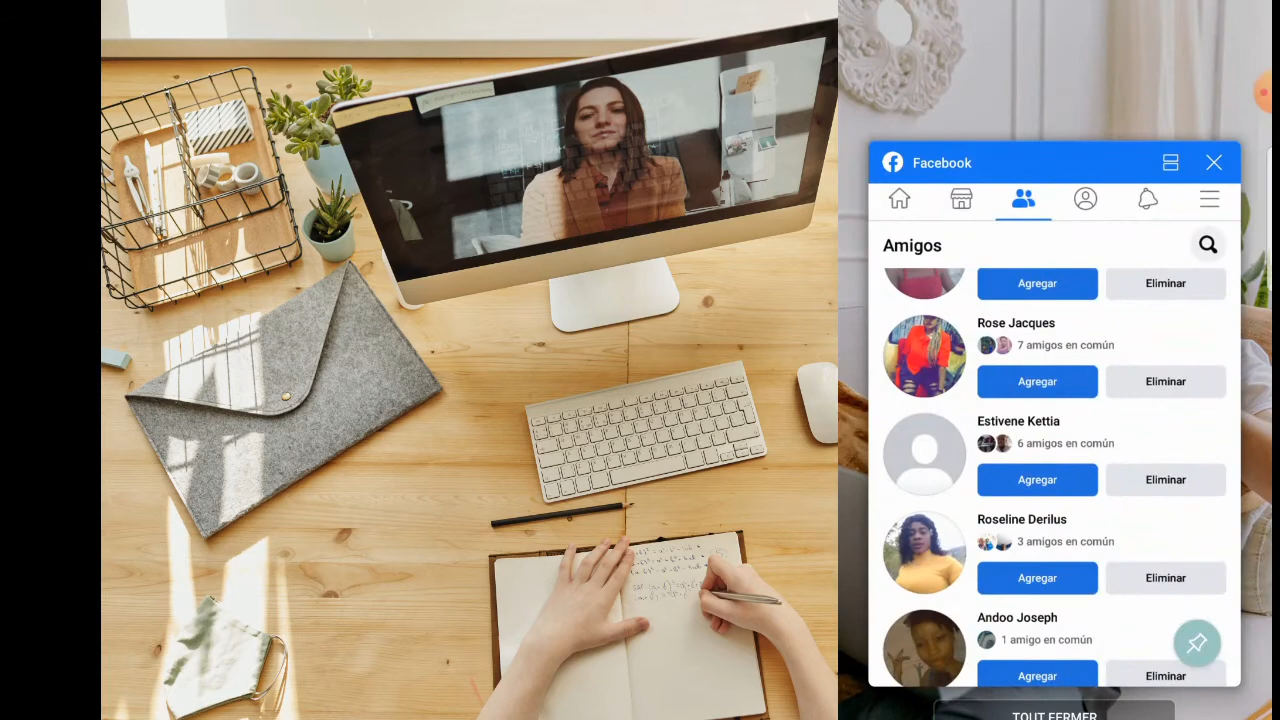 Facebook
Amigos
Agregar Eliminar
Rose Jacques
7 amigos en común
Agregar Eliminar
Estivene Kettia
6 amigos en común
Agregar Eliminar
Roseline Derilus
3 amigos en común
Agregar Eliminar
Andoo Joseph
1 amigo en común
Agregar Eliminar
TOUT FERMER